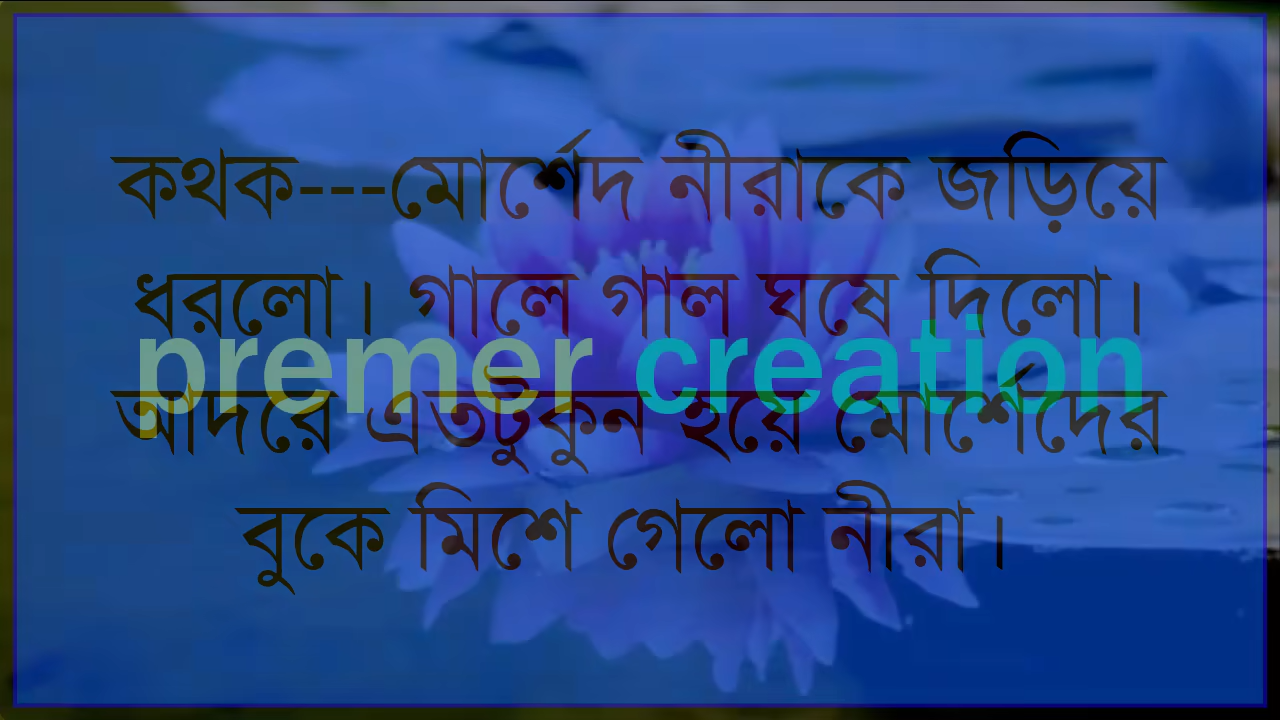 কথক---মোর্শেদ নীরাকে জড়িয়ে
ধরলো। গালে গাল ঘষে দিলো।
premer creation
আদরে এতটুকুন হয়ে মোর্শেদের
বুকে মিশে গেলো নীরা।